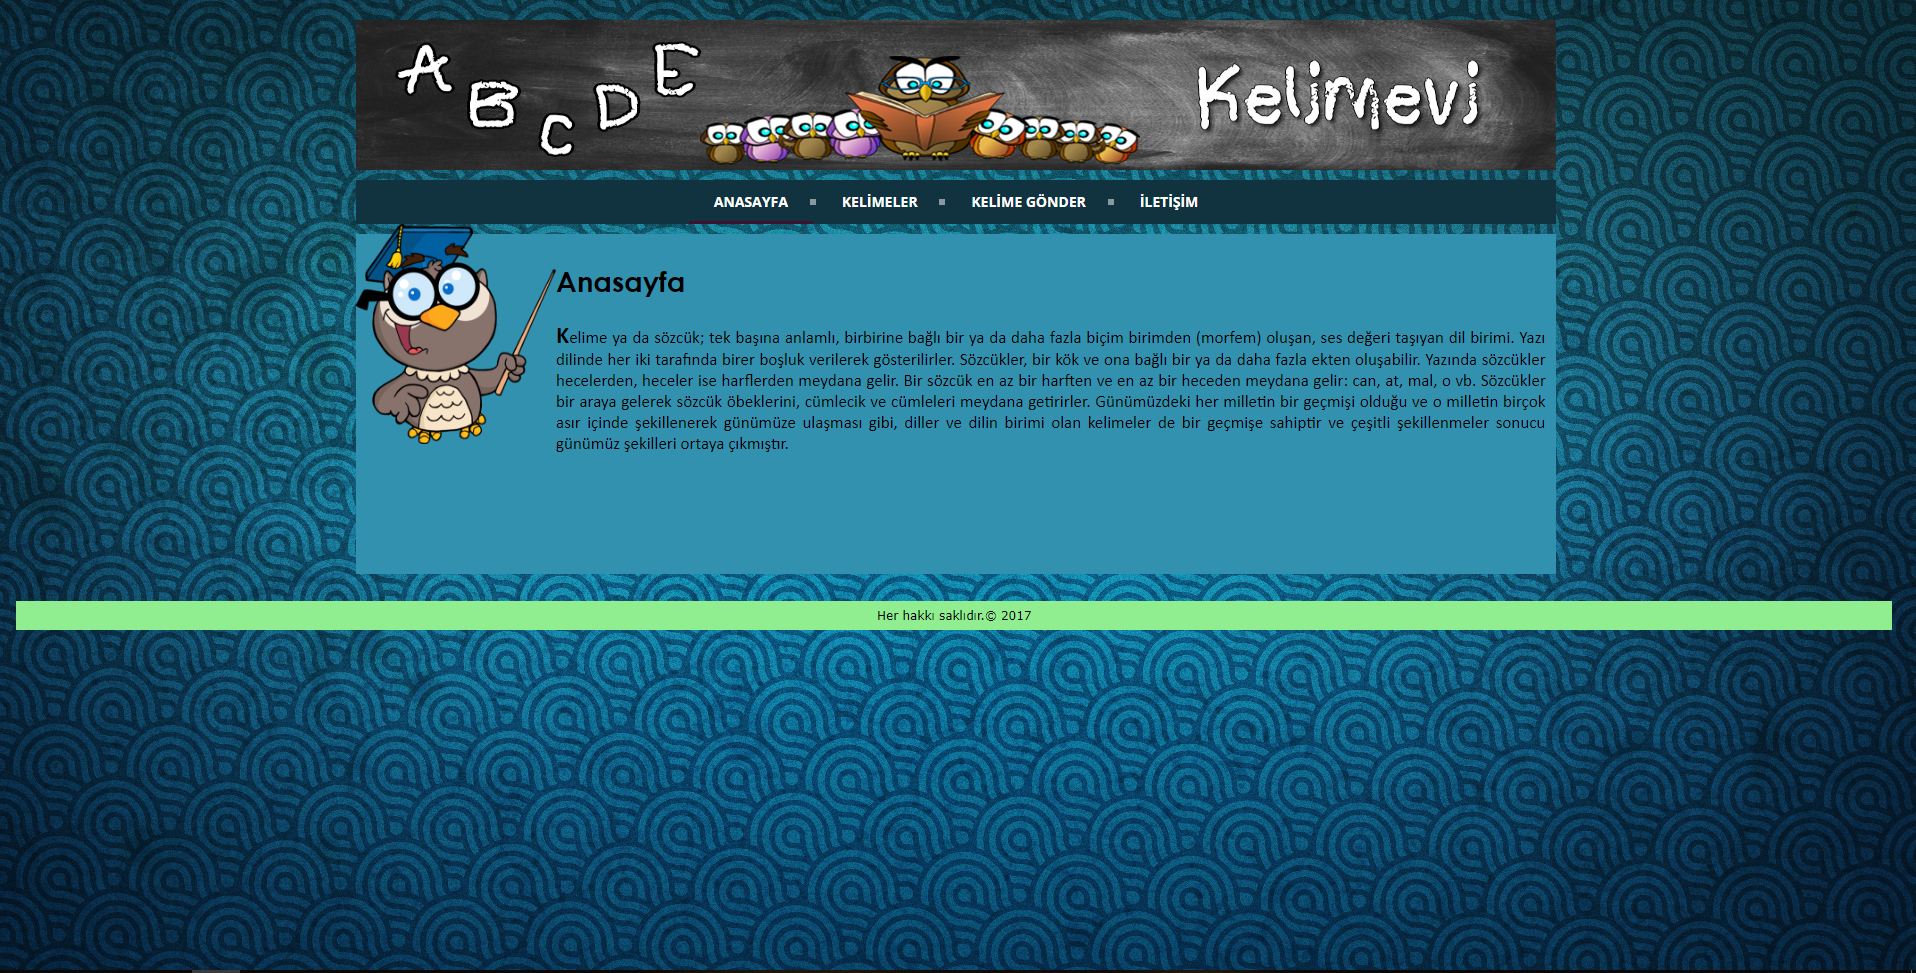 A B C D E
Kelimevi
ANASAYFA KELİMELER KELİME GÖNDER İLETİŞİM
Anasayfa
Kelime ya da sözcük; tek başına anlamlı, birbirine bağlı bir ya da daha fazla biçim birimden (morfem) oluşan, ses değeri taşıyan dil birimi. Yazı
dilinde her iki tarafında birer boşluk verilerek gösterilirler. Sözcükler, bir kök ve ona bağlı bir ya da daha fazla ekten oluşabilir. Yazında sözcükler
hecelerden, heceler ise harflerden meydana gelir. Bir sözcük en az bir harften ve en az bir heceden meydana gelir: can, at, mal, o vb. Sözcükler
bir araya gelerek sözcük öbeklerini, cümlecik ve cümleleri meydana getirirler. Günümüzdeki her milletin bir geçmişi olduğu ve o milletin birçok
asır içinde şekillenerek günümüze ulaşması gibi, diller ve dilin birimi olan kelimeler de bir geçmişe sahiptir ve çeşitli şekillenmeler sonucu
günümüz şekilleri ortaya çıkmıştır.
Her hakkı saklıdır.© 2017